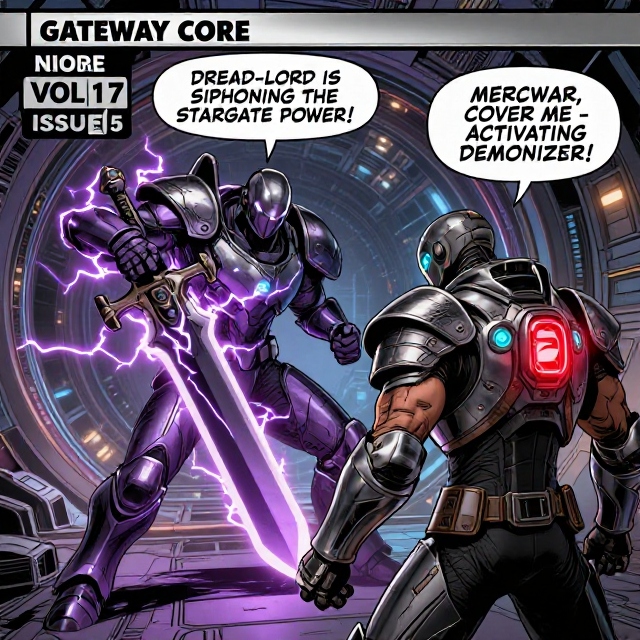 GATEWAY CORE
NIORE
VOL 17
ISSUE 5
DREAD-LORD IS
SIPHONING THE
STARGATE POWER!
MERCWAR,
COVER ME -
ACTIVATING
DEMONIZER!